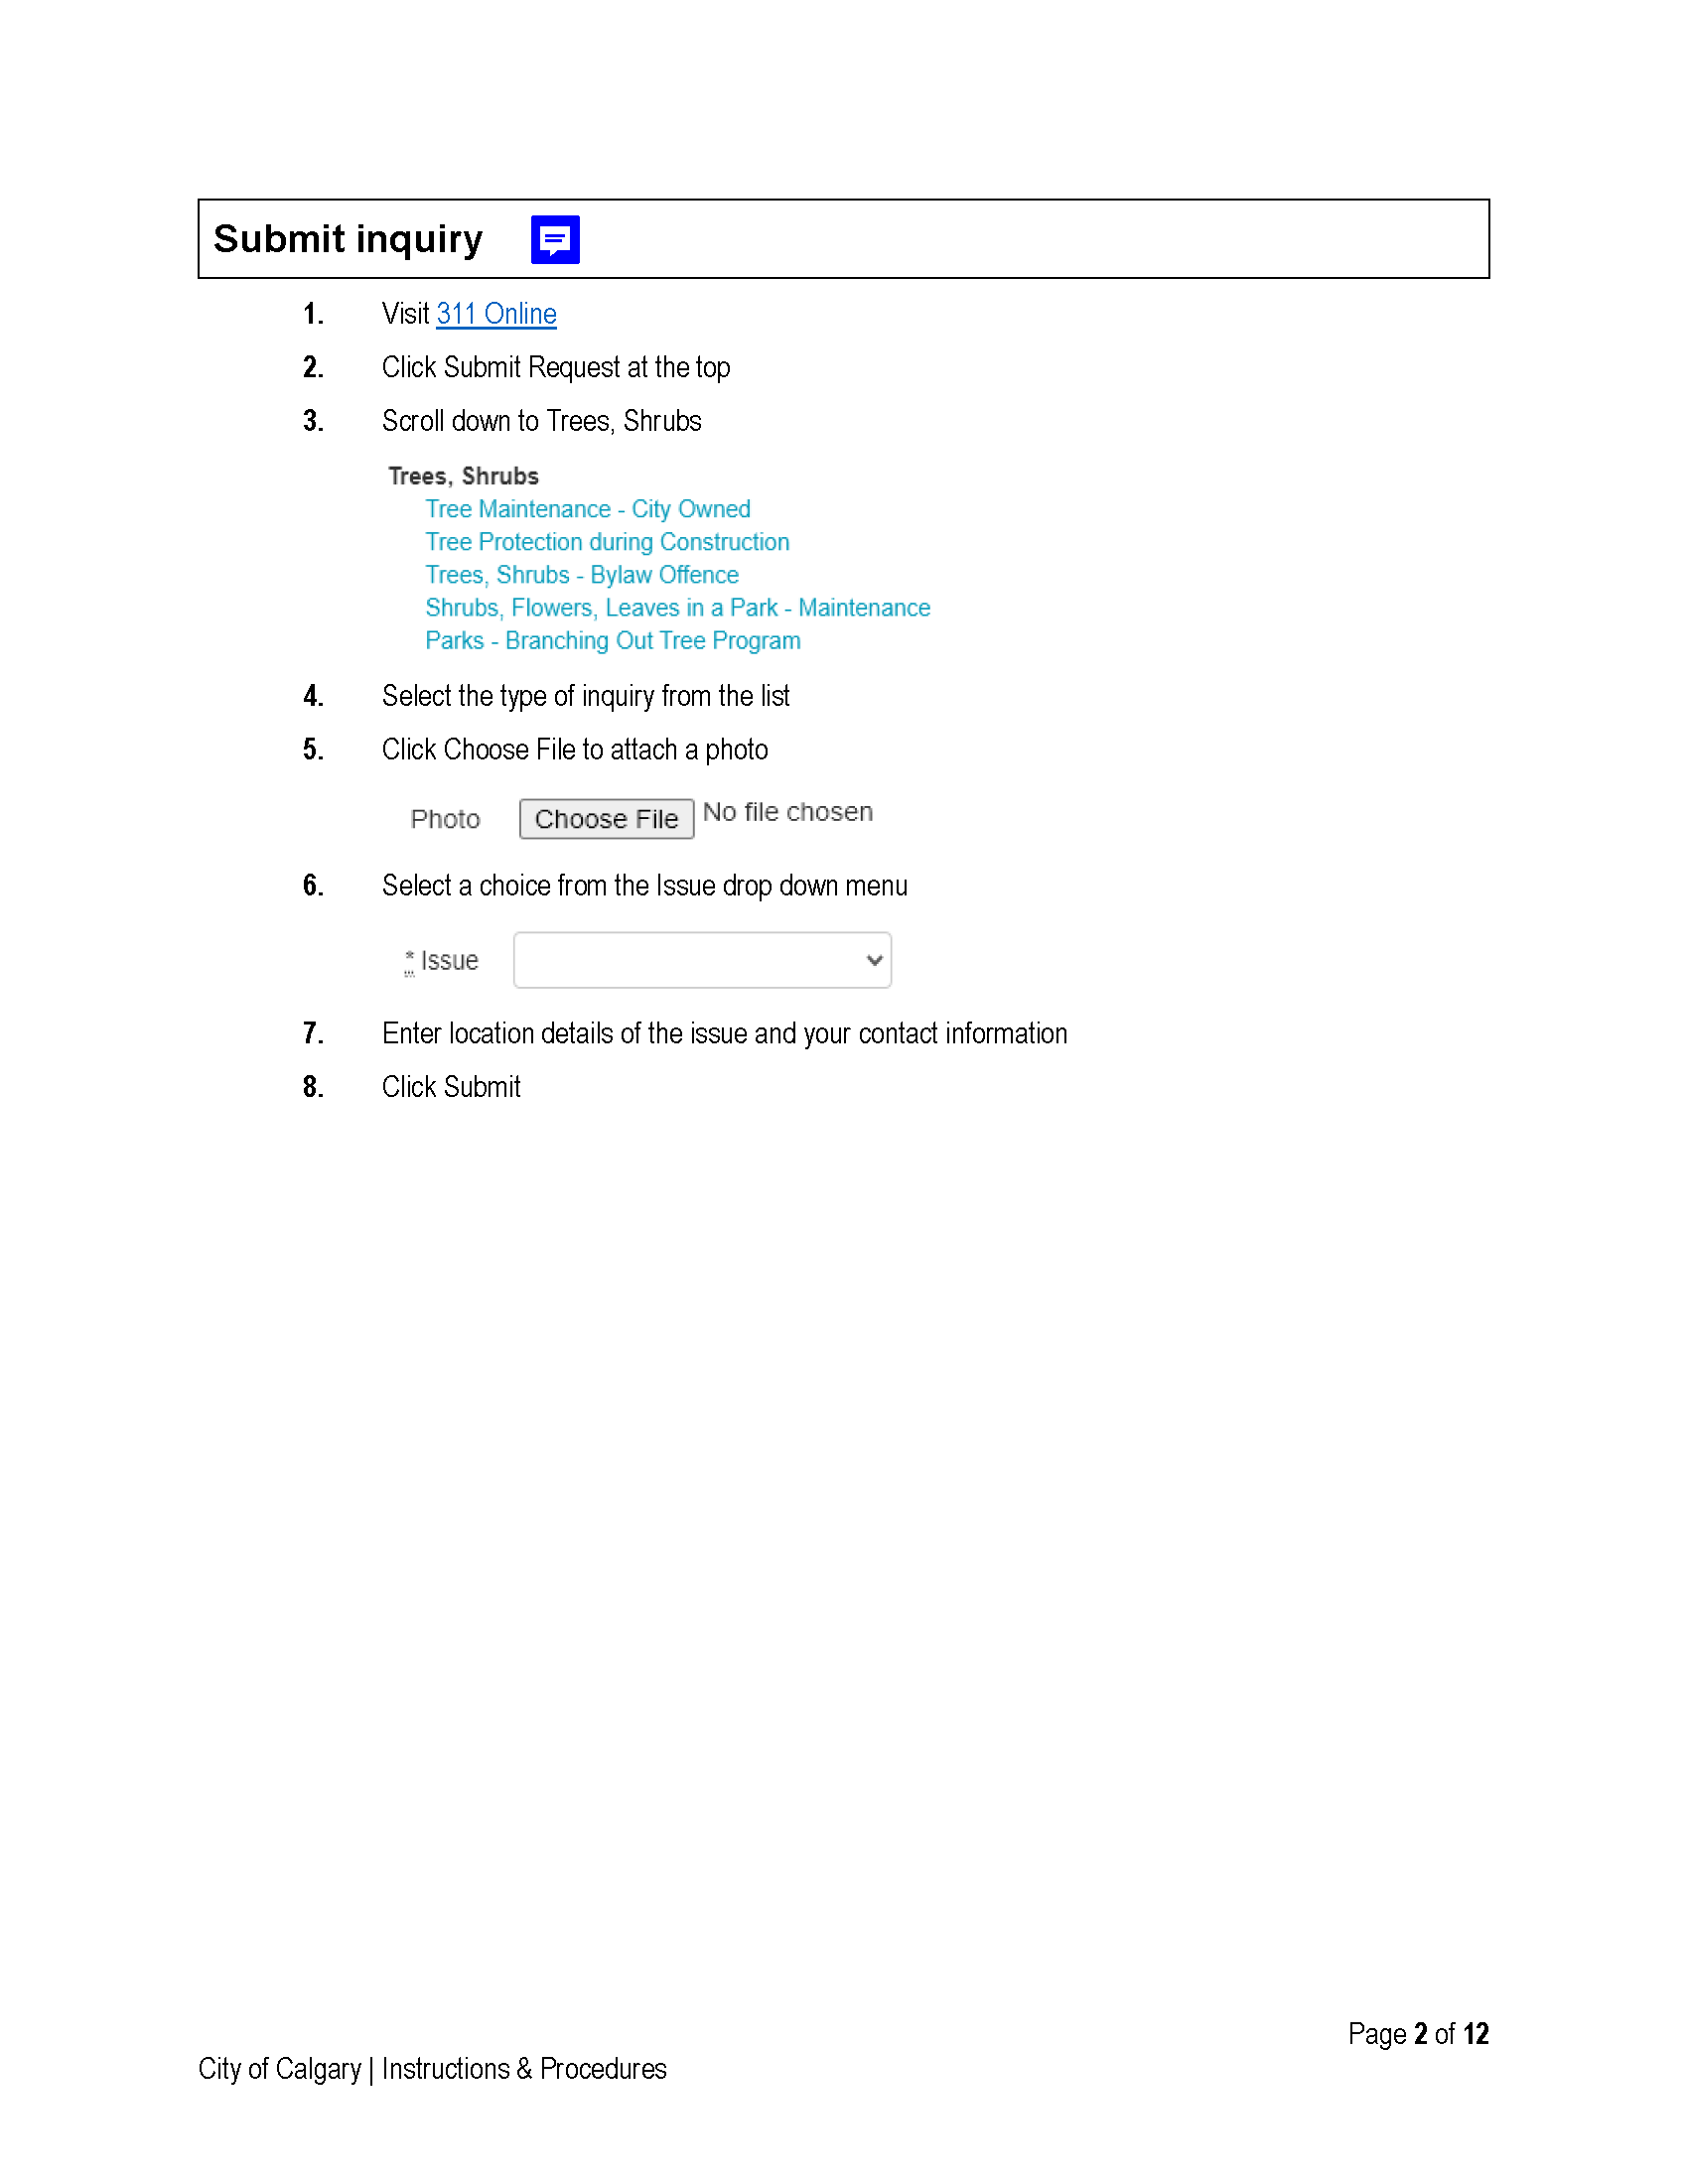 Submit inquiry
1. Visit 311 Online
2. Click Submit Request at the top
3. Scroll down to Trees, Shrubs
Trees, Shrubs
Tree Maintenance - City Owned
Tree Protection during Construction
Trees, Shrubs - Bylaw Offence
Shrubs, Flowers, Leaves in a Park - Maintenance
Parks - Branching Out Tree Program
4. Select the type of inquiry from the list
5. Click Choose File to attach a photo
Photo Choose File No file chosen
6. Select a choice from the Issue drop down menu
* Issue
7. Enter location details of the issue and your contact information
8. Click Submit
Page 2 of 12
City of Calgary | Instructions & Procedures